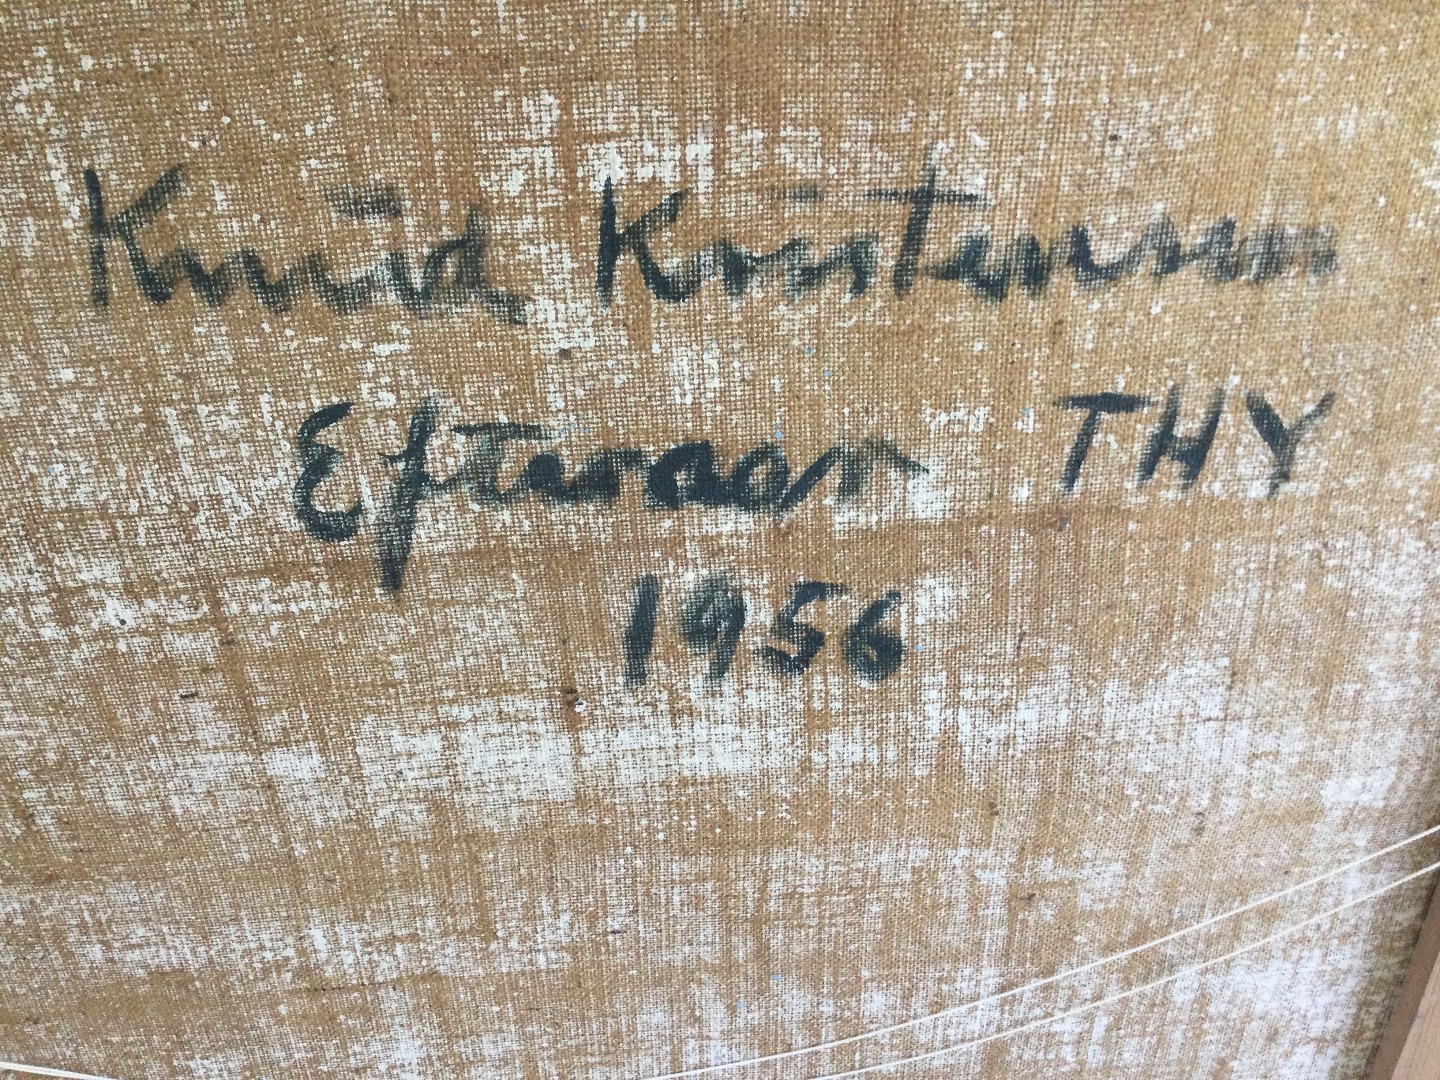 Knud Kristensen
Efteraar THY
1956